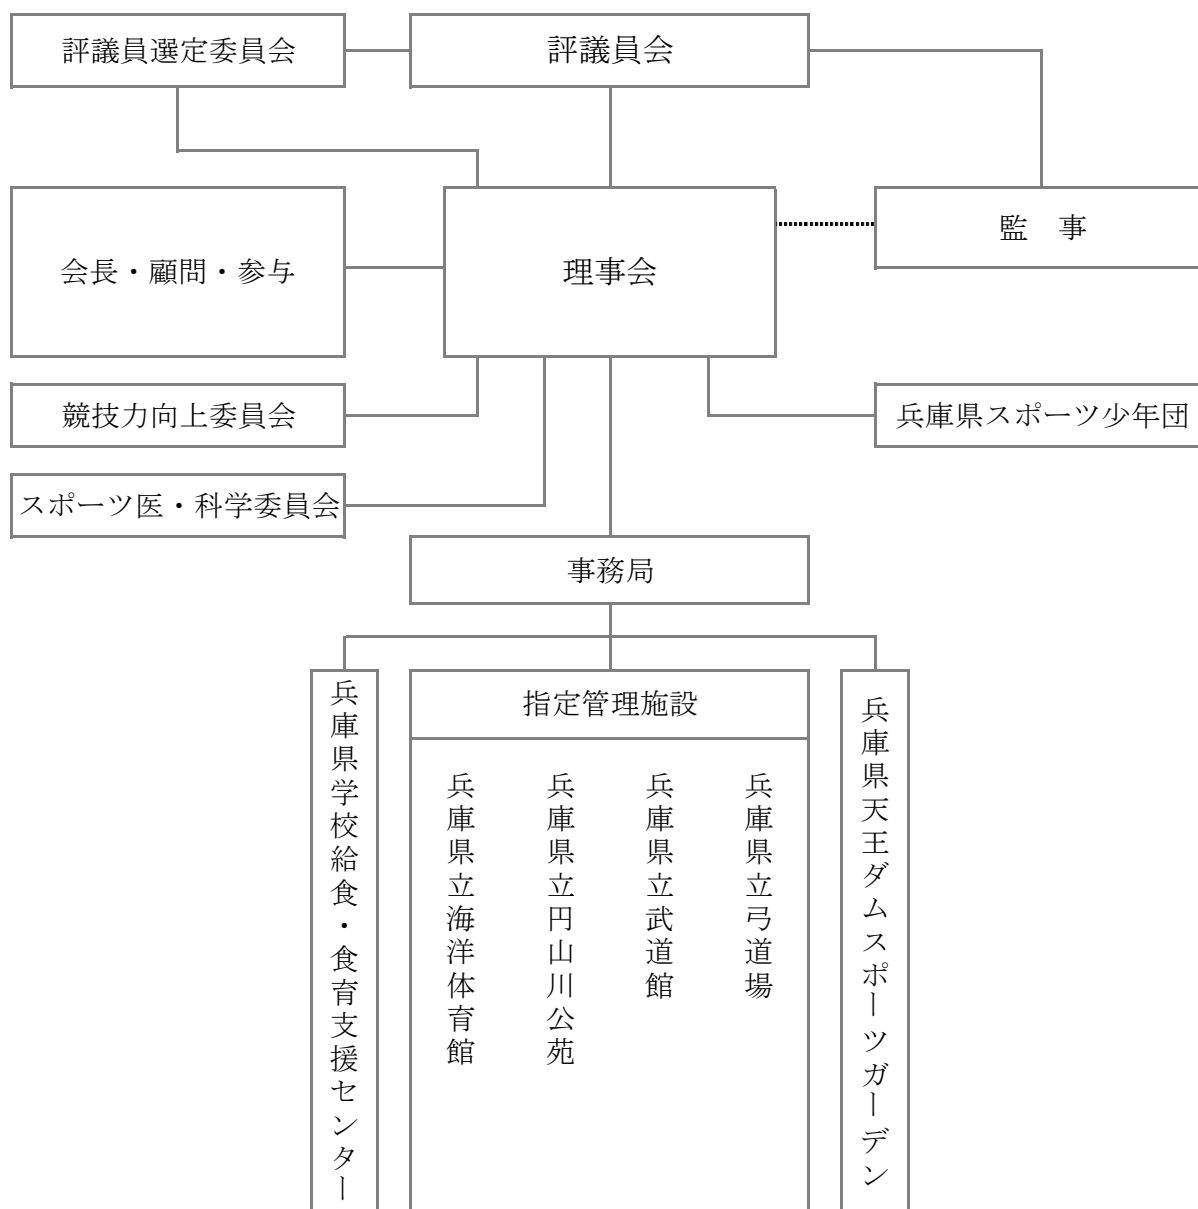 評議員選定委員会
評議員会
会長・顧問・参与
理事会
監　事
競技力向上委員会
兵庫県スポーツ少年団
スポーツ医・科学委員会
事務局
兵庫県学校給食・食育支援センター
指定管理施設
兵庫県立海洋体育館
兵庫県立円山川公苑
兵庫県立武道館
兵庫県立弓道場
兵庫県天王ダムスポーツガーデン